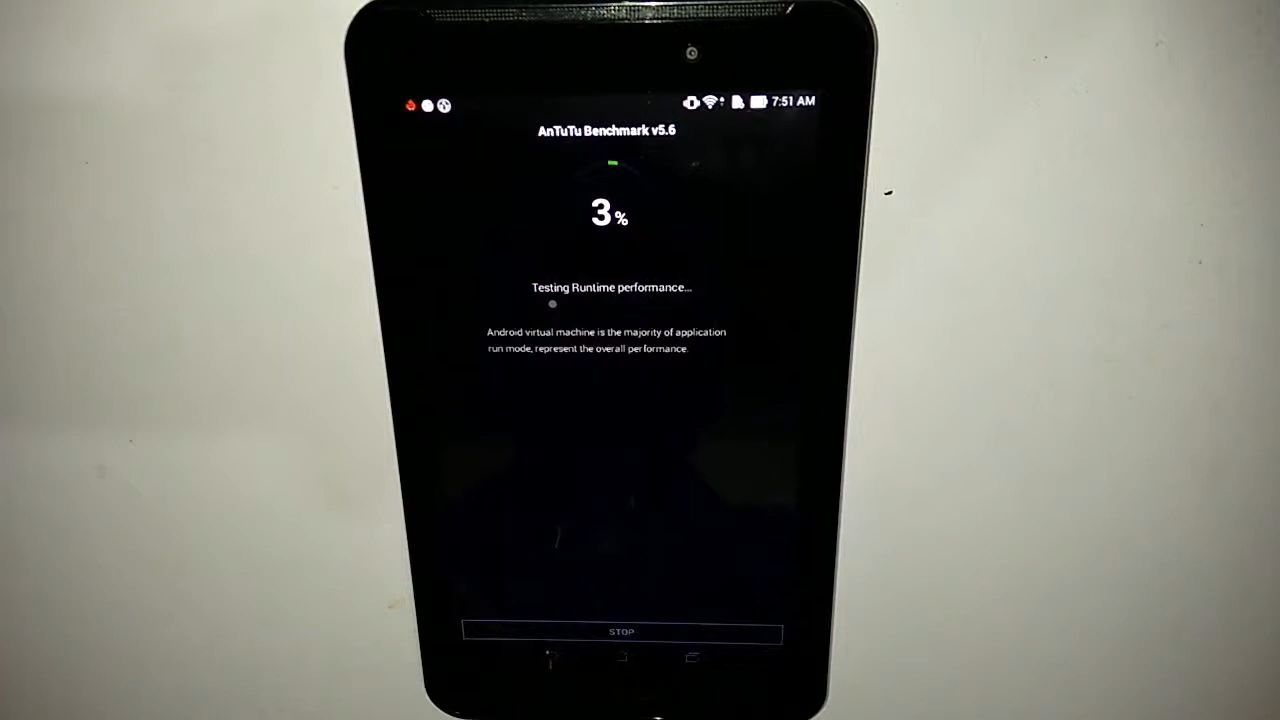 7:51 AM
AnTuTu Benchmark v5.6
3%
Testing Runtime performance...
Android virtual machine is the majority of application
run mode, represent the overall performance.
STOP